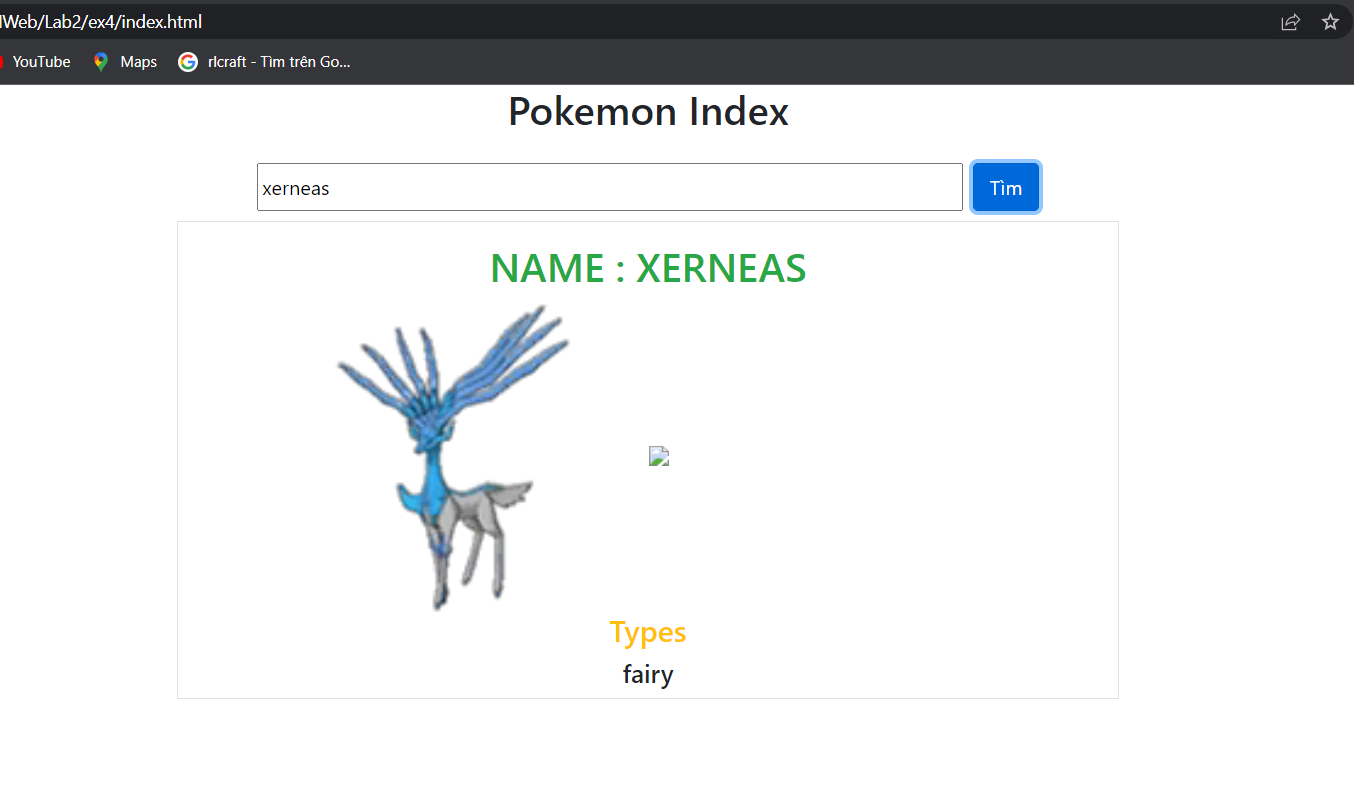 lWeb/Lab2/ex4/index.html
YouTube Maps rlcraft - Tìm trên Go...
Pokemon Index
xerneas Tìm
NAME : XERNEAS
Types
fairy